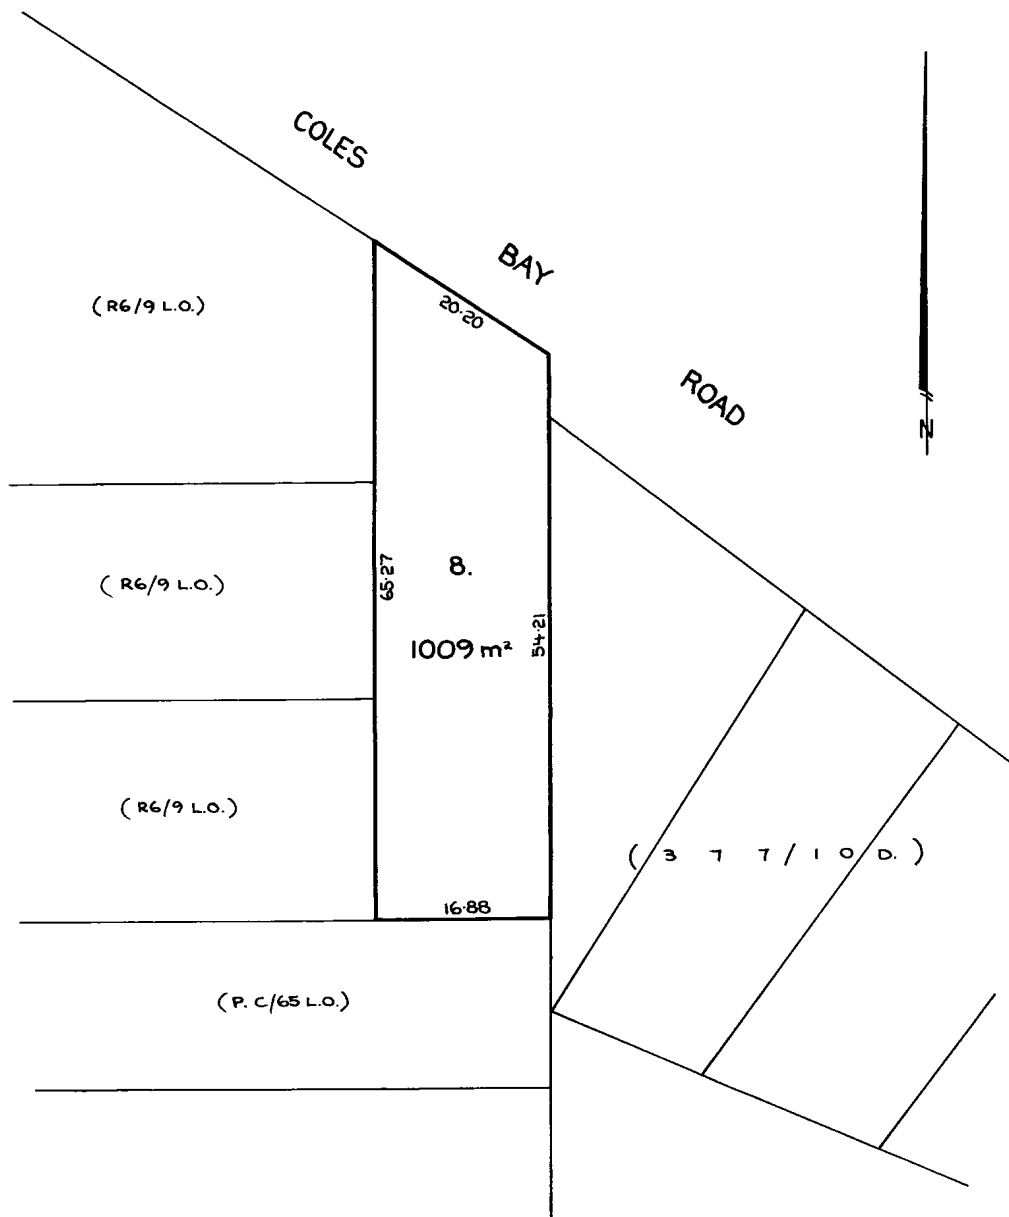 COLES
BAY
ROAD
N
20·20
(R6/9 L.O.)
(R6/9 L.O.)
(R6/9 L.O.)
65·27
8.
1009 m²
54·21
16·88
(377/10 D.)
(P. C/65 L.O.)